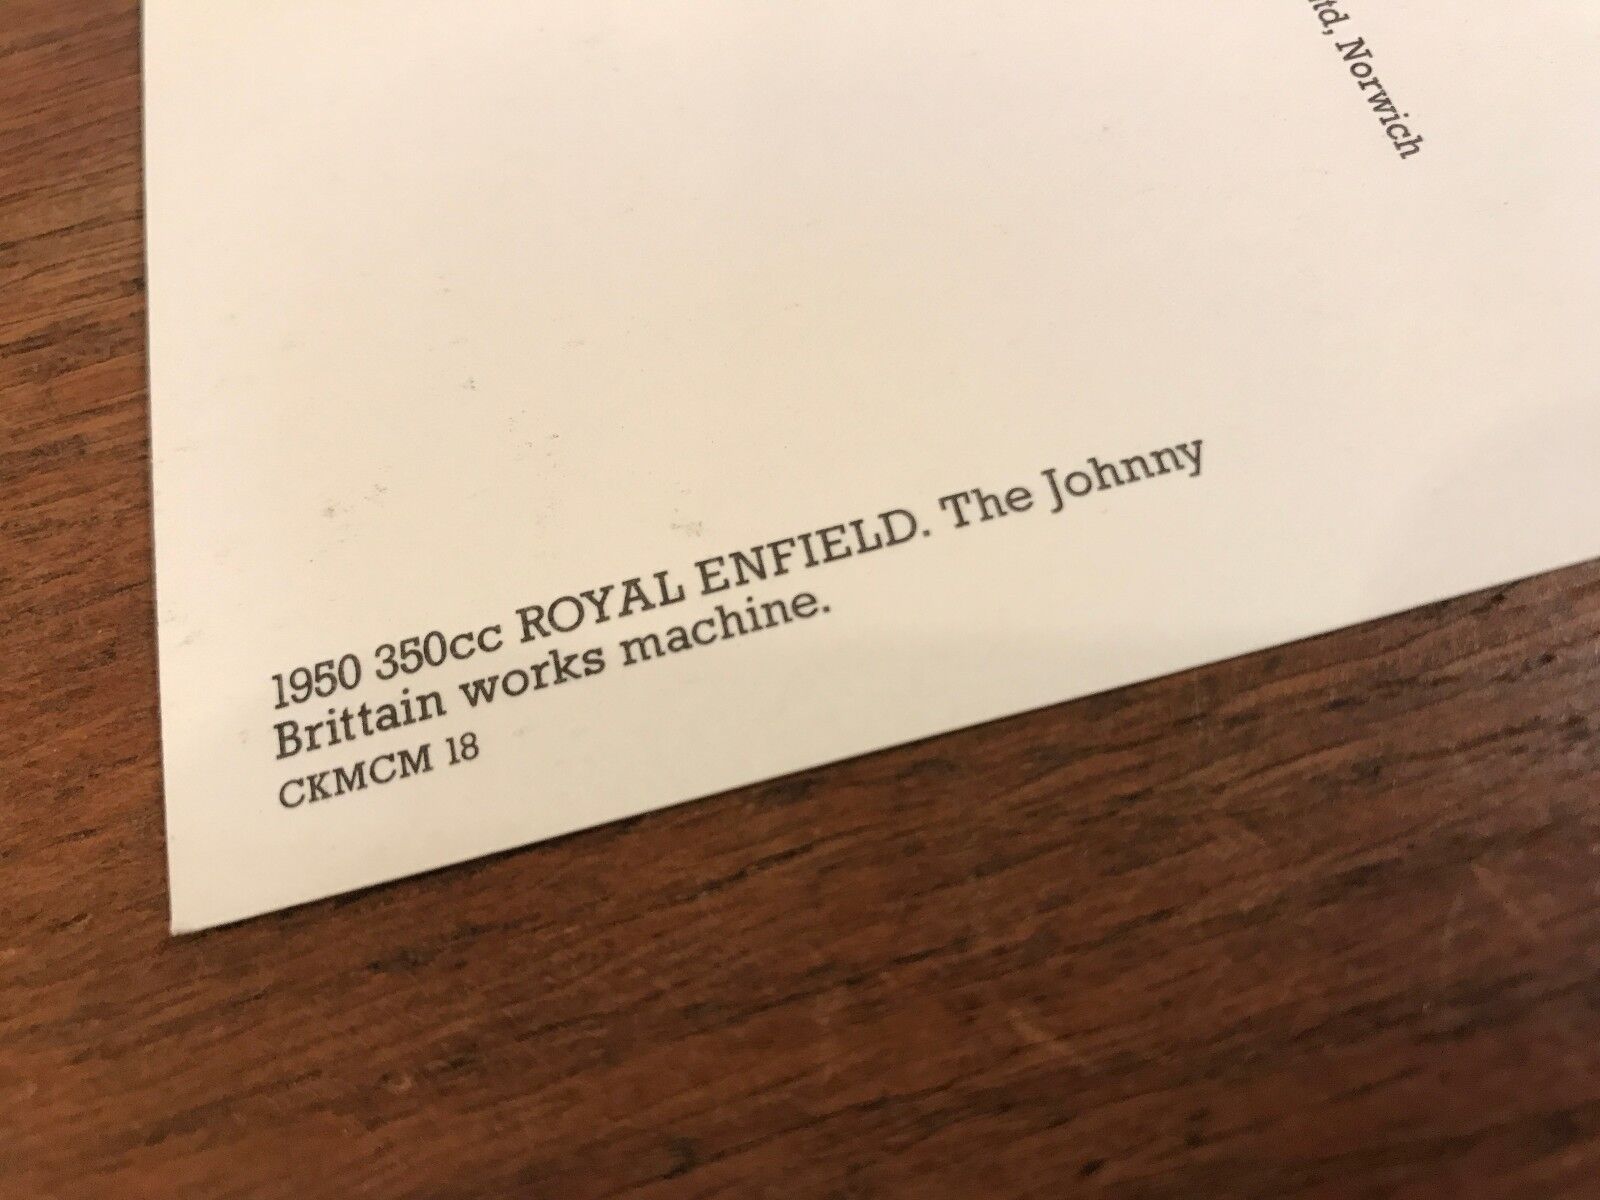 td, Norwich
1950 350cc ROYAL ENFIELD. The Johnny
Brittain works machine.
CKMCM 18